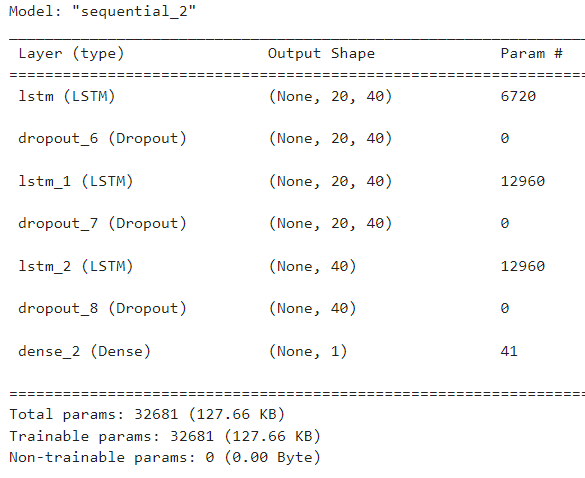 Model: "sequential_2"
_________________________________________________________________
Layer (type) Output Shape Param #
=================================================================
lstm (LSTM) (None, 20, 40) 6720
dropout_6 (Dropout) (None, 20, 40) 0
lstm_1 (LSTM) (None, 20, 40) 12960
dropout_7 (Dropout) (None, 20, 40) 0
lstm_2 (LSTM) (None, 40) 12960
dropout_8 (Dropout) (None, 40) 0
dense_2 (Dense) (None, 1) 41
=================================================================
Total params: 32681 (127.66 KB)
Trainable params: 32681 (127.66 KB)
Non-trainable params: 0 (0.00 Byte)